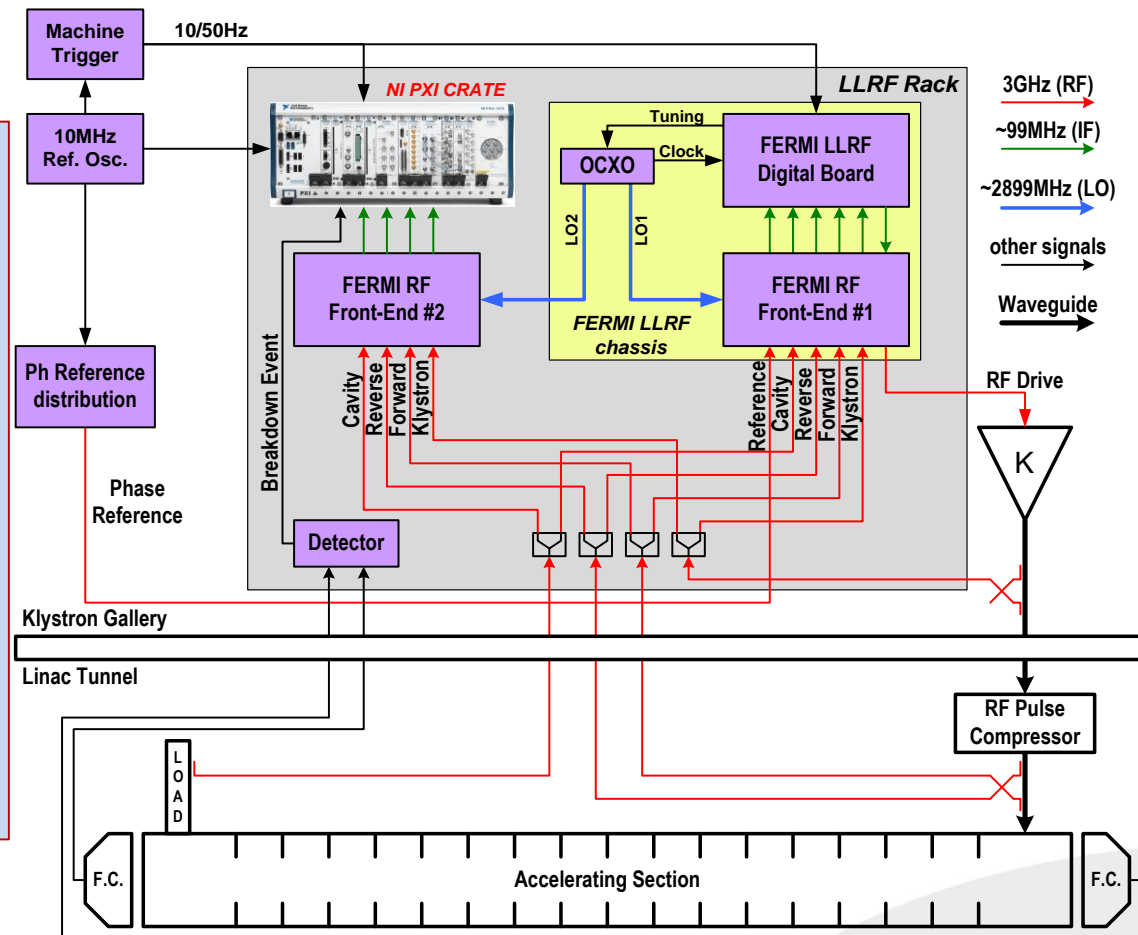 Machine
Trigger
10/50Hz
10MHz
Ref. Osc.
Ph Reference
distribution
Phase
Reference
LLRF Rack
NI PXI CRATE
PXI
Tuning
OCXO
Clock
FERMI LLRF
Digital Board
LO2
LO1
FERMI RF
Front-End #2
FERMI RF
Front-End #1
FERMI LLRF
chassis
Breakdown Event
Cavity
Reverse
Forward
Klystron
Reference
Cavity
Reverse
Forward
Klystron
Detector
3GHz (RF)
~99MHz (IF)
~2899MHz (LO)
other signals
Waveguide
RF Drive
K
Klystron Gallery
Linac Tunnel
RF Pulse
Compressor
L
O
A
D
F.C.
Accelerating Section
F.C.